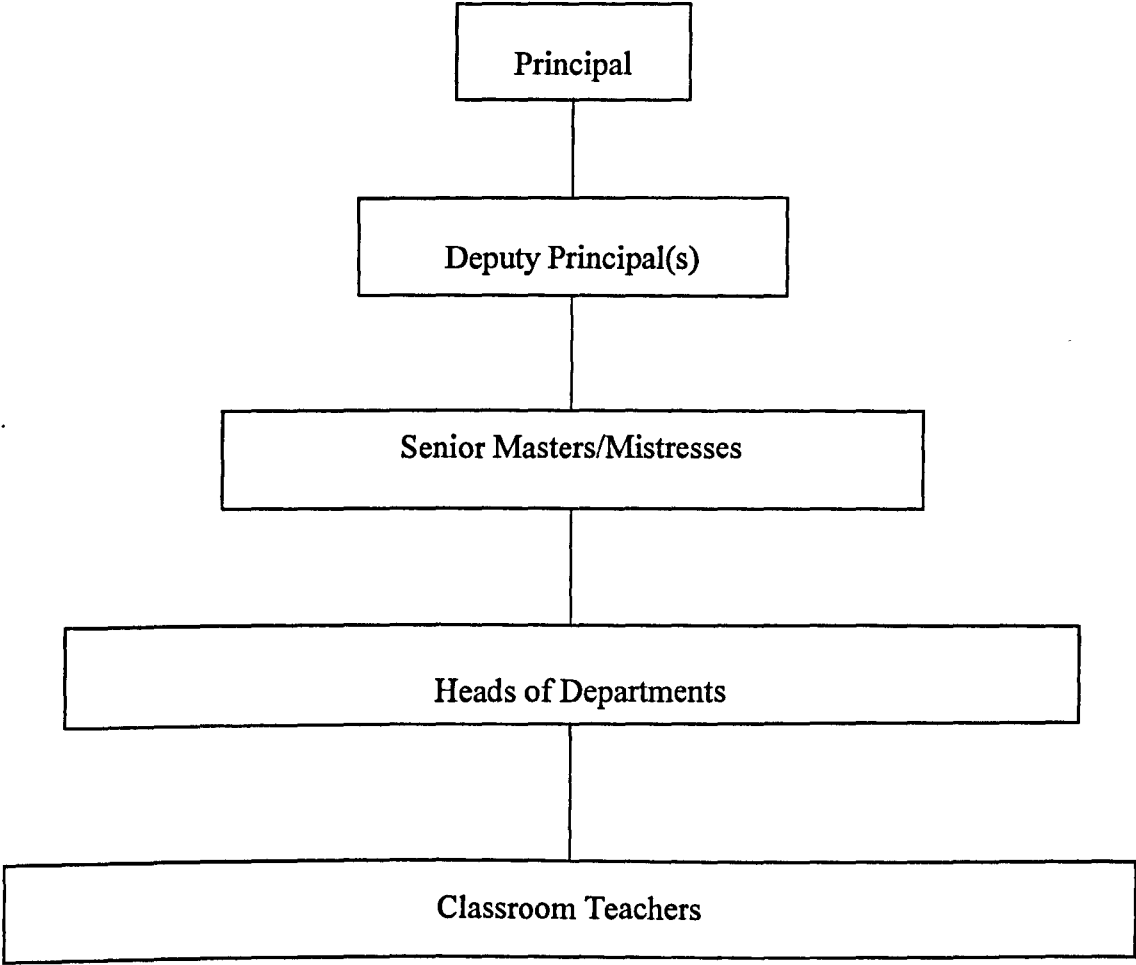 Principal
Deputy Principal(s)
Senior Masters/Mistresses
Heads of Departments
Classroom Teachers